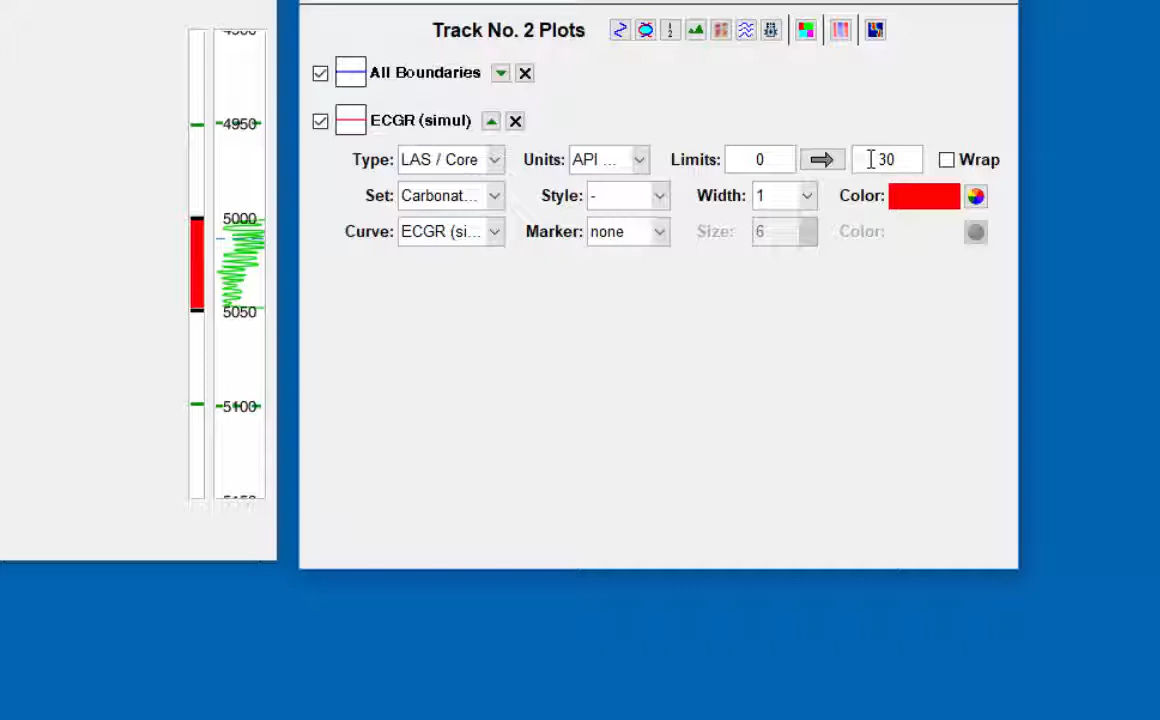 Track No. 2 Plots
All Boundaries
ECGR (simul)
Type: LAS / Core Units: API ... Limits: 0 30 Wrap
Set: Carbonat... Style: - Width: 1 Color:
Curve: ECGR (si... Marker: none Size: 6 Color:
4950
5000
5050
5100